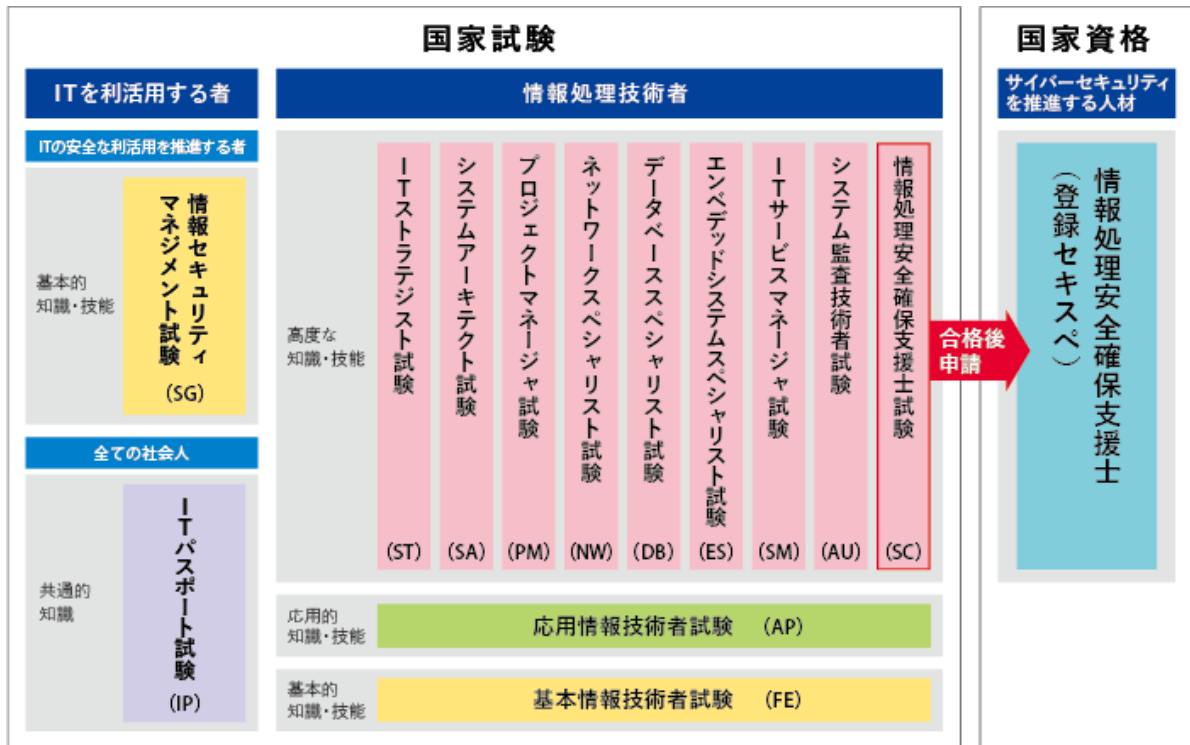 国家試験
ITを利活用する者
ITの安全な利活用を推進する者
基本的
知識・技能
情報セキュリティ
マネジメント試験
(SG)
全ての社会人
共通的
知識
ITパスポート試験
(IP)
情報処理技術者
高度な
知識・技能
ITストラテジスト試験
(ST)
システムアーキテクト試験
(SA)
プロジェクトマネージャ試験
(PM)
ネットワークスペシャリスト試験
(NW)
データベーススペシャリスト試験
(DB)
エンベデッドシステムスペシャリスト試験
(ES)
ITサービスマネージャ試験
(SM)
システム監査技術者試験
(AU)
情報処理安全確保支援士試験
(SC)
応用的
知識・技能
応用情報技術者試験 (AP)
基本的
知識・技能
基本情報技術者試験 (FE)
合格後
申請
国家資格
サイバーセキュリティ
を推進する人材
情報処理安全確保支援士
(登録セキスペ)